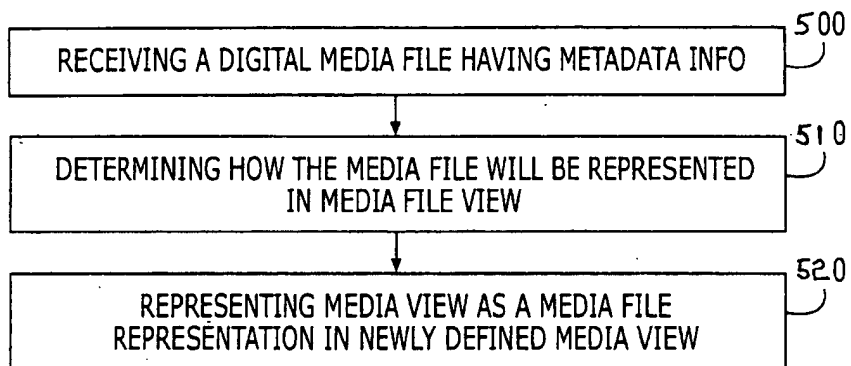 500
RECEIVING A DIGITAL MEDIA FILE HAVING METADATA INFO
510
DETERMINING HOW THE MEDIA FILE WILL BE REPRESENTED
IN MEDIA FILE VIEW
520
REPRESENTING MEDIA VIEW AS A MEDIA FILE
REPRESENTATION IN NEWLY DEFINED MEDIA VIEW